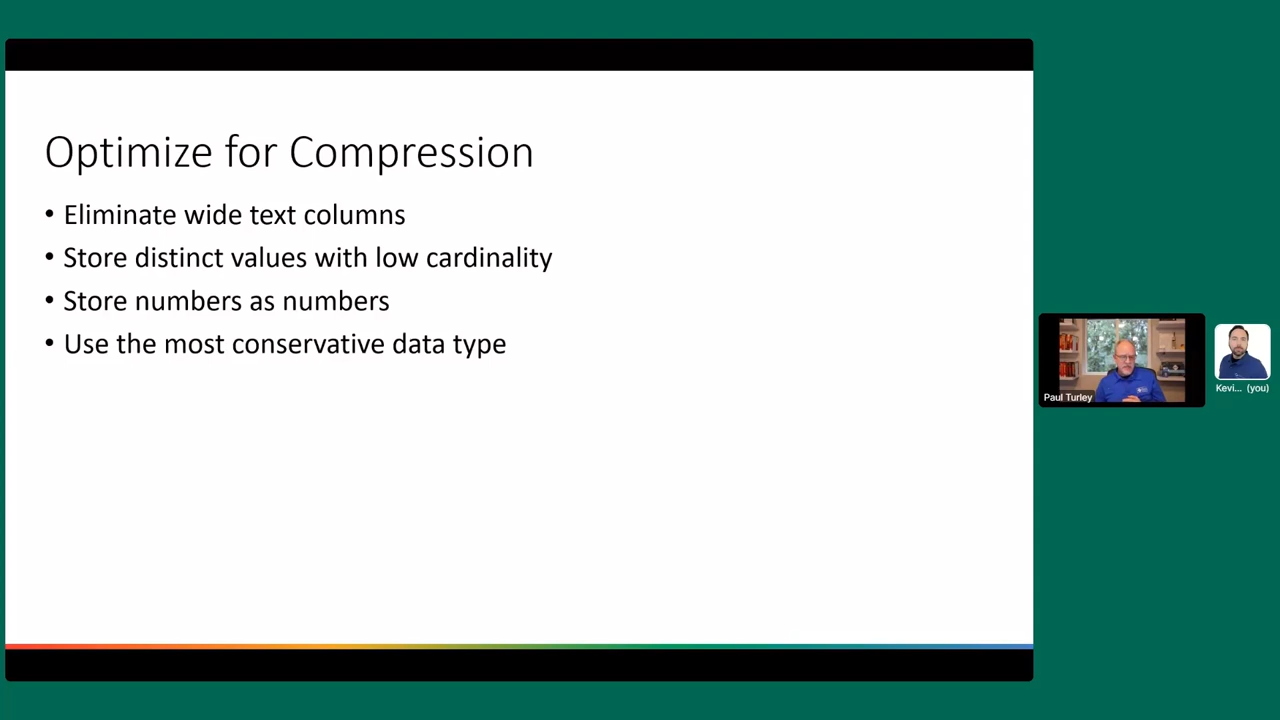 Optimize for Compression
• Eliminate wide text columns
• Store distinct values with low cardinality
• Store numbers as numbers
• Use the most conservative data type
Paul Turley
Kevi... (you)